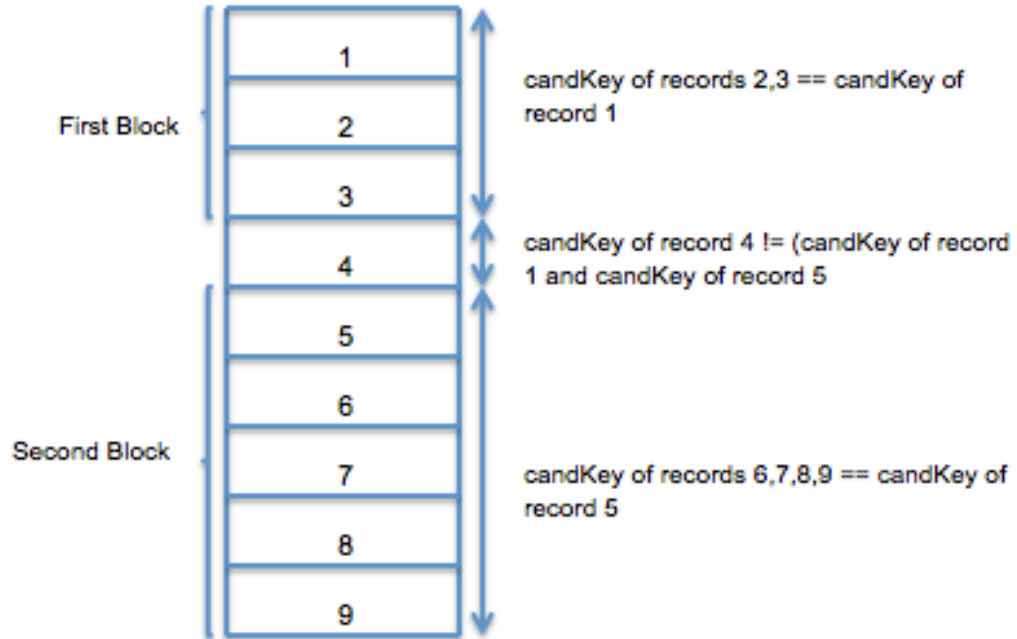 1
candKey of records 2,3 == candKey of
record 1
First Block
2
3
candKey of record 4 != (candKey of record
1 and candKey of record 5
4
5
6
Second Block
7
candKey of records 6,7,8,9 == candKey of
record 5
8
9